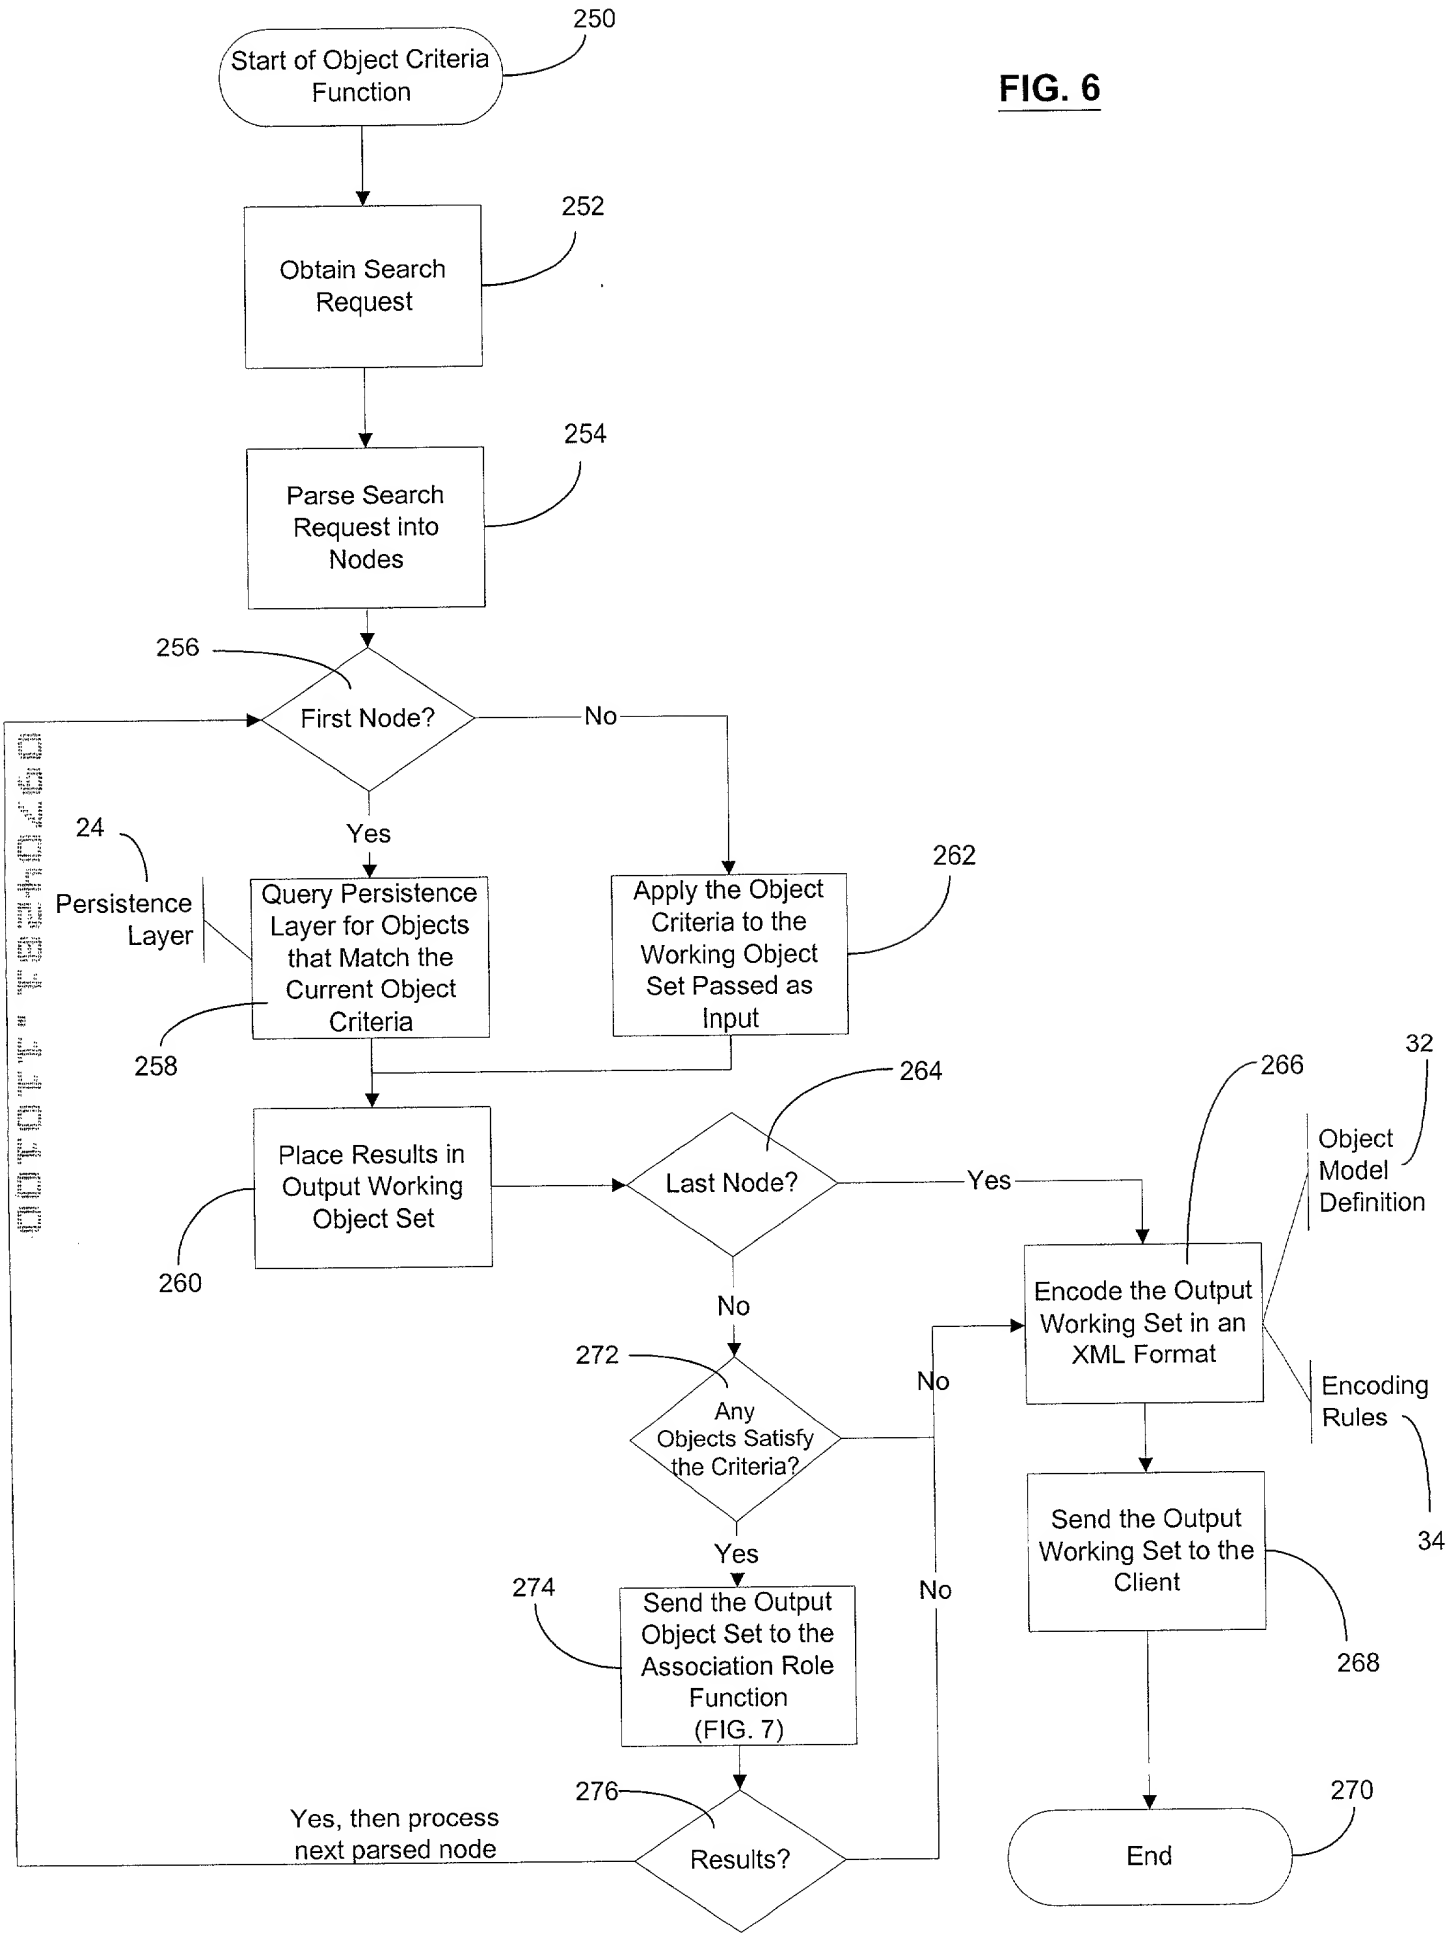 250
Start of Object Criteria
Function
FIG. 6
252
Obtain Search
Request
254
Parse Search
Request into
Nodes
256
First Node?
No
Yes
24
Persistence
Layer
Query Persistence
Layer for Objects
that Match the
Current Object
Criteria
258
262
Apply the Object
Criteria to the
Working Object
Set Passed as
Input
Place Results in
Output Working
Object Set
260
264
Last Node?
Yes
No
266
32
Object
Model
Definition
Encode the Output
Working Set in an
XML Format
Encoding
Rules
34
272
Any
Objects Satisfy
the Criteria?
No
Yes
Send the Output
Working Set to the
Client
268
274
Send the Output
Object Set to the
Association Role
Function
(FIG. 7)
No
276
Results?
Yes, then process
next parsed node
270
End